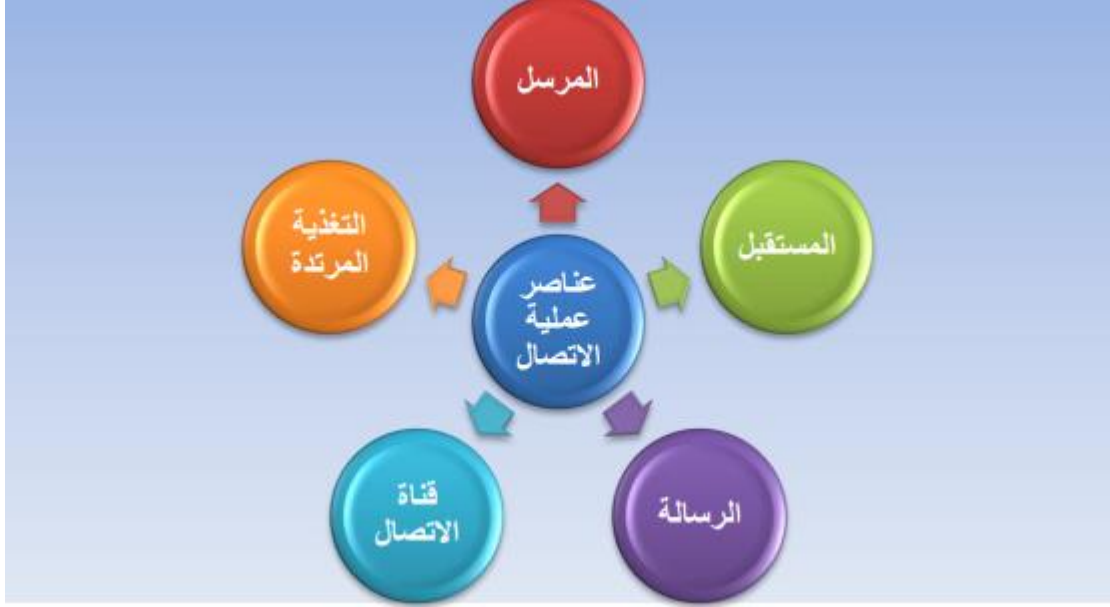 المرسل
المستقبل
التغذية
المرتدة
عناصر
عملية
الاتصال
الرسالة
قناة
الاتصال